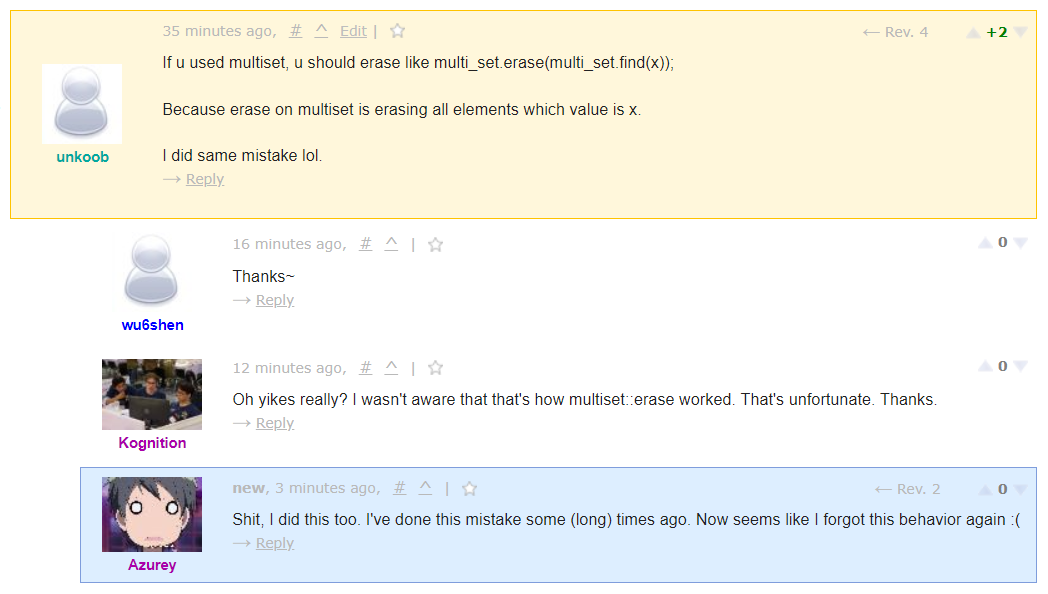 35 minutes ago, # ^ Edit | ☆ ← Rev. 4 ▲ +2 ▼
If u used multiset, u should erase like multi_set.erase(multi_set.find(x));
Because erase on multiset is erasing all elements which value is x.
unkoob
I did same mistake lol.
→ Reply
16 minutes ago, # ^ | ☆ ▲ 0 ▼
Thanks~
→ Reply
wu6shen
12 minutes ago, # ^ | ☆ ▲ 0 ▼
Oh yikes really? I wasn't aware that that's how multiset::erase worked. That's unfortunate. Thanks.
→ Reply
Kognition
new, 3 minutes ago, # ^ | ☆ ← Rev. 2 ▲ 0 ▼
Shit, I did this too. I've done this mistake some (long) times ago. Now seems like I forgot this behavior again :(
→ Reply
Azurey